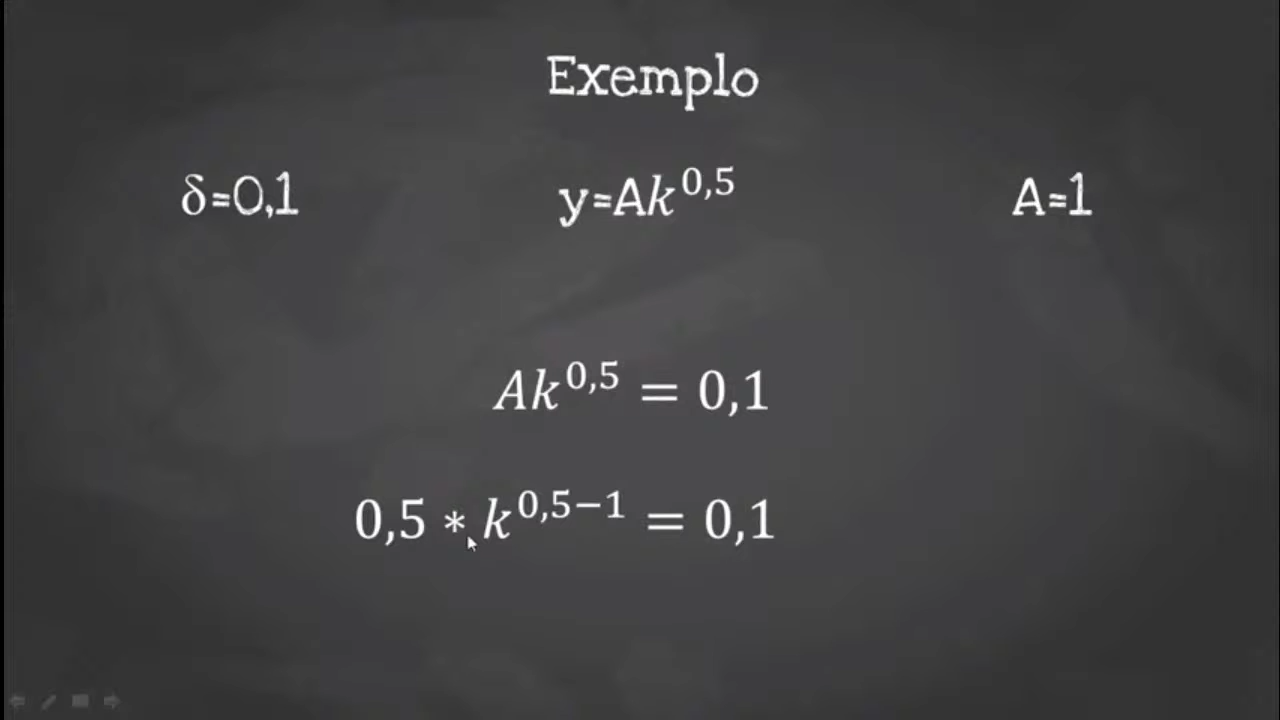 Exemplo
δ=0,1 y=Ak^{0,5} A=1
Ak^{0,5} = 0,1
0,5 * k^{0,5−1} = 0,1